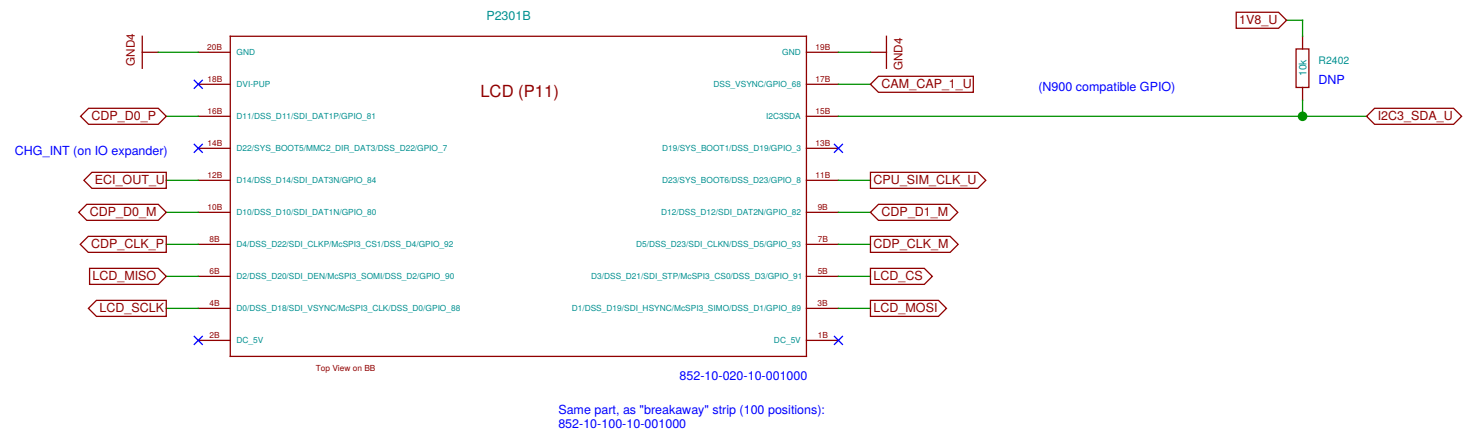 P2301B
1V8_U
GND4
20B
GND
GND
19B
GND4
10k
R2402
DNP
18B
DVI-PUP
LCD (P11)
DSS_VSYNC/GPIO_68
17B
CAM_CAP_1_U
(N900 compatible GPIO)
CDP_D0_P
16B
D11/DSS_D11/SDI_DAT1P/GPIO_81
I2C3SDA
15B
I2C3_SDA_U
CHG_INT (on IO expander)
14B
D22/SYS_BOOT5/MMC2_DIR_DAT3/DSS_D22/GPIO_7
D19/SYS_BOOT1/DSS_D19/GPIO_3
13B
ECI_OUT_U
12B
D14/DSS_D14/SDI_DAT3N/GPIO_84
D23/SYS_BOOT6/DSS_D23/GPIO_8
11B
CPU_SIM_CLK_U
CDP_D0_M
10B
D10/DSS_D10/SDI_DAT1N/GPIO_80
D12/DSS_D12/SDI_DAT2N/GPIO_82
9B
CDP_D1_M
CDP_CLK_P
8B
D4/DSS_D22/SDI_CLKP/McSPI3_CS1/DSS_D4/GPIO_92
D5/DSS_D23/SDI_CLKN/DSS_D5/GPIO_93
7B
CDP_CLK_M
LCD_MISO
6B
D2/DSS_D20/SDI_DEN/McSPI3_SOMI/DSS_D2/GPIO_90
D3/DSS_D21/SDI_STP/McSPI3_CS0/DSS_D3/GPIO_91
5B
LCD_CS
LCD_SCLK
4B
D0/DSS_D18/SDI_VSYNC/McSPI3_CLK/DSS_D0/GPIO_88
D1/DSS_D19/SDI_HSYNC/McSPI3_SIMO/DSS_D1/GPIO_89
3B
LCD_MOSI
2B
DC_5V
DC_5V
1B
Top View on BB
852-10-020-10-001000
Same part, as "breakaway" strip (100 positions):
852-10-100-10-001000